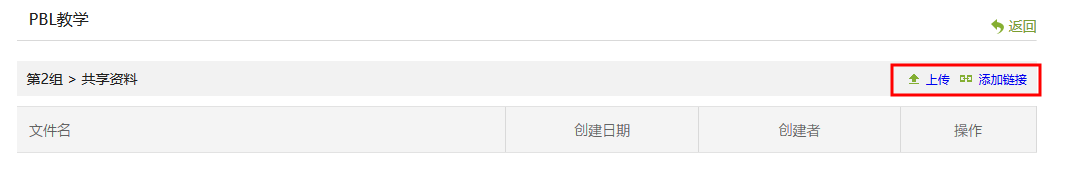 PBL教学
返回
第2组 > 共享资料
上传 添加链接
文件名 创建日期 创建者 操作